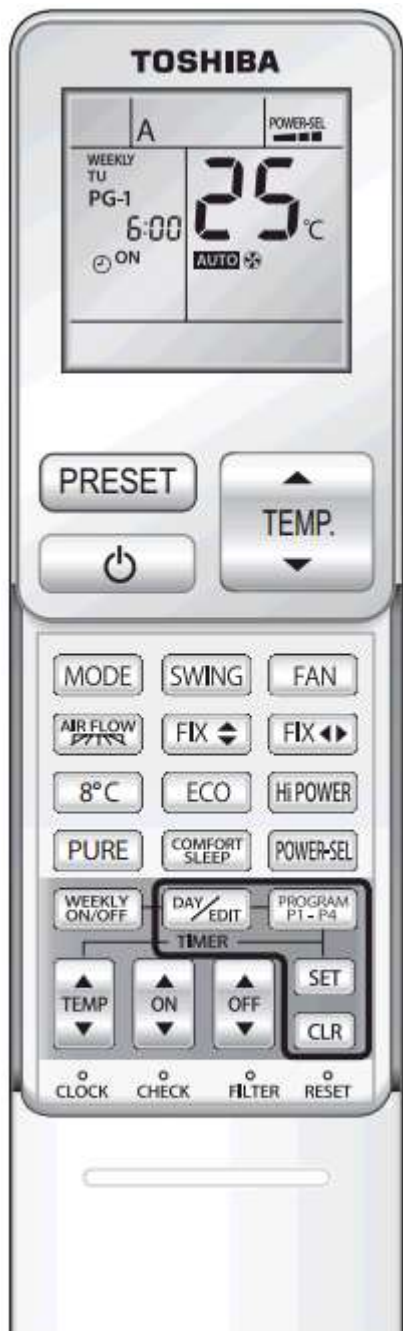 TOSHIBA
A POWER-SEL
WEEKLY
TU
PG-1
6:00 25 °C
ON AUTO
PRESET
TEMP.
MODE SWING FAN
AIR FLOW FIX FIX
8°C ECO Hi POWER
PURE COMFORT SLEEP POWER-SEL
WEEKLY ON/OFF DAY/EDIT PROGRAM P1 - P4
TIMER
TEMP ON OFF SET
CLR
CLOCK CHECK FILTER RESET